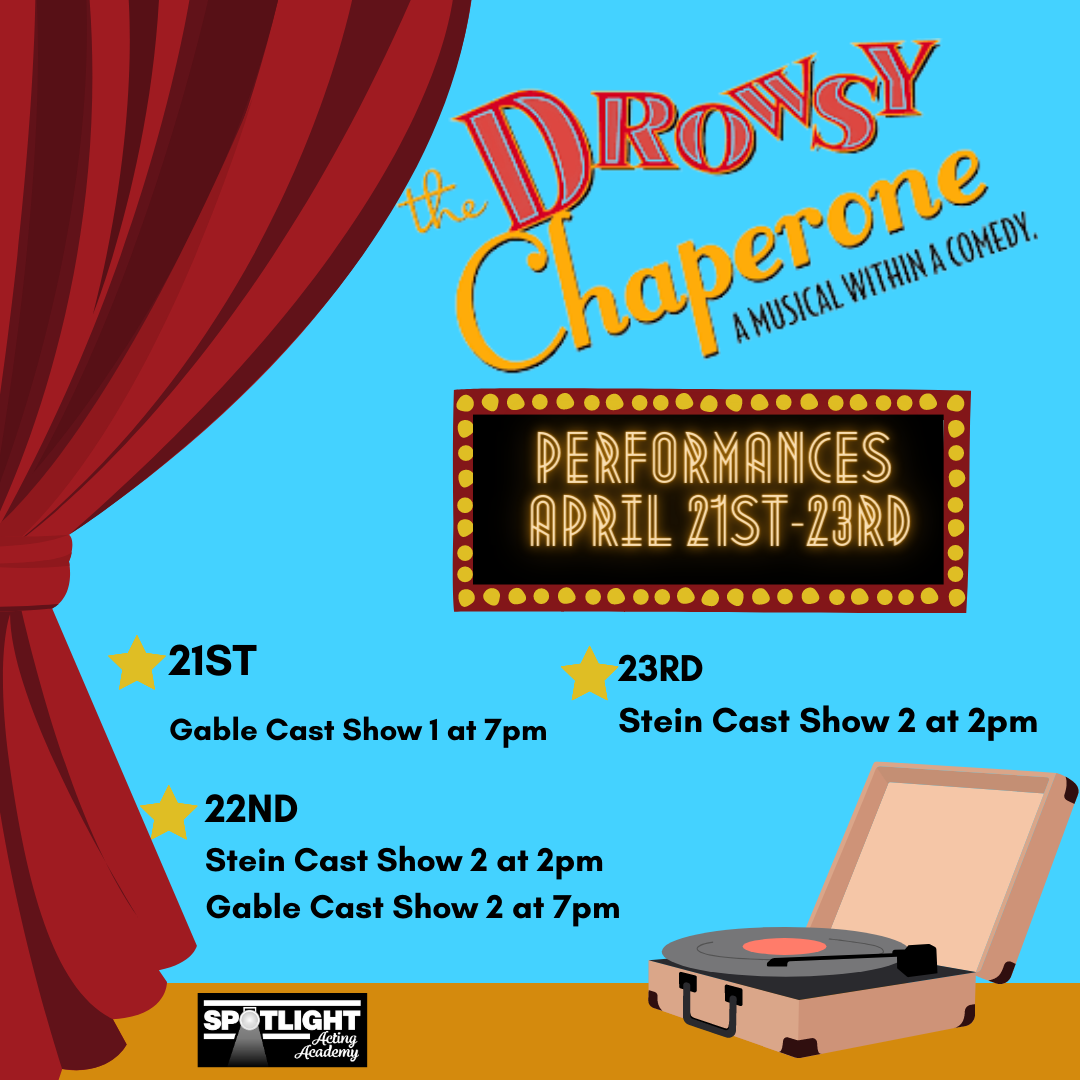 the DROWSY
Chaperone
A MUSICAL WITHIN A COMEDY.
PERFORMANCES
APRIL 21ST-23RD
21ST
Gable Cast Show 1 at 7pm
22ND
Stein Cast Show 2 at 2pm
Gable Cast Show 2 at 7pm
23RD
Stein Cast Show 2 at 2pm
SPOTLIGHT
Acting
Academy